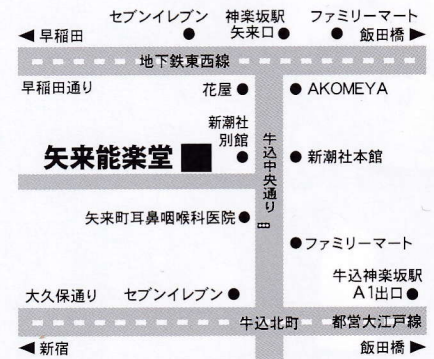 セブンイレブン
神楽坂駅
矢来口
ファミリーマート
◀早稲田
飯田橋▶
地下鉄東西線
早稲田通り
花屋
AKOMEYA
新潮社
別館
矢来能楽堂
牛込中央通り
新潮社本館
矢来町耳鼻咽喉科医院
ファミリーマート
牛込神楽坂駅
A1出口
大久保通り
セブンイレブン
牛込北町
都営大江戸線
◀新宿
飯田橋▶